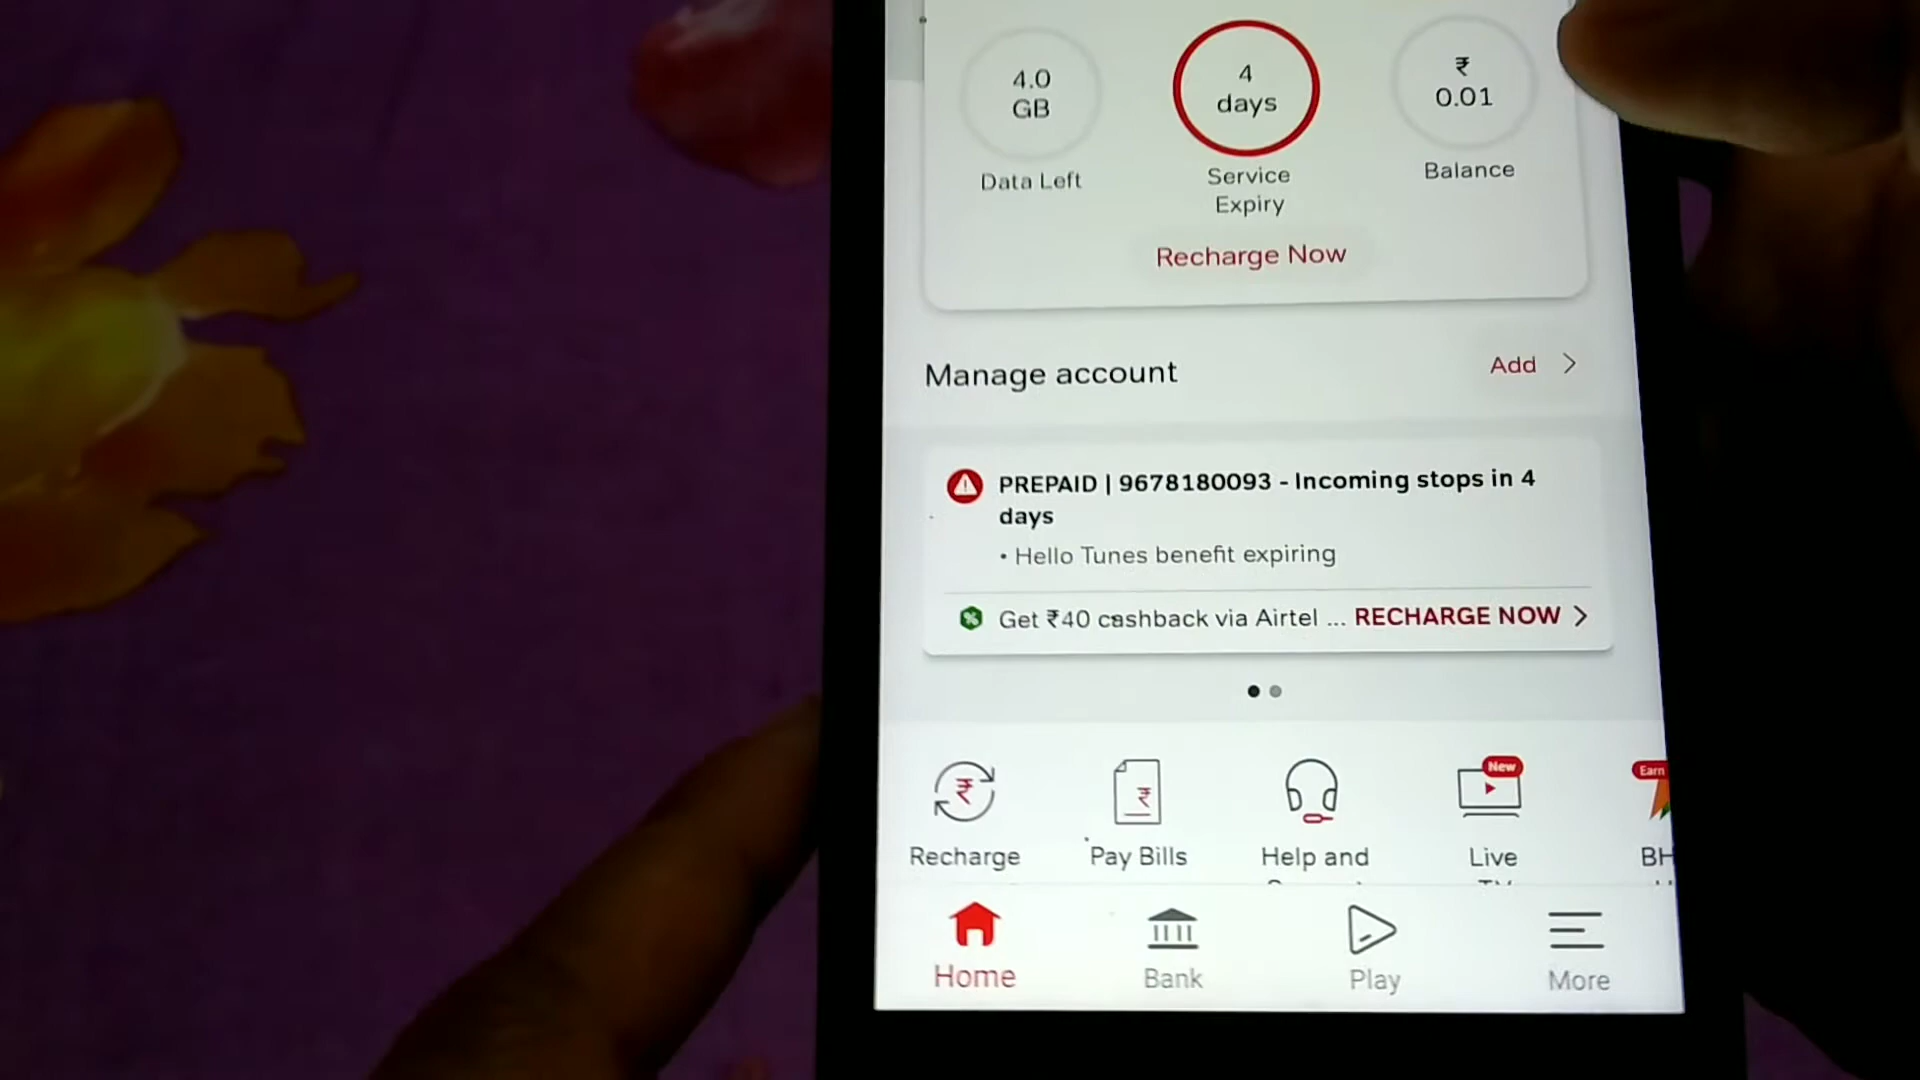 4.0
GB
Data Left
4
days
Service
Expiry
₹
0.01
Balance
Recharge Now
Manage account
Add
PREPAID | 9678180093 - Incoming stops in 4
days
• Hello Tunes benefit expiring
Get ₹40 cashback via Airtel ... RECHARGE NOW
Recharge
Pay Bills
Help and
New
Live
Earn
BH
Home
Bank
Play
More